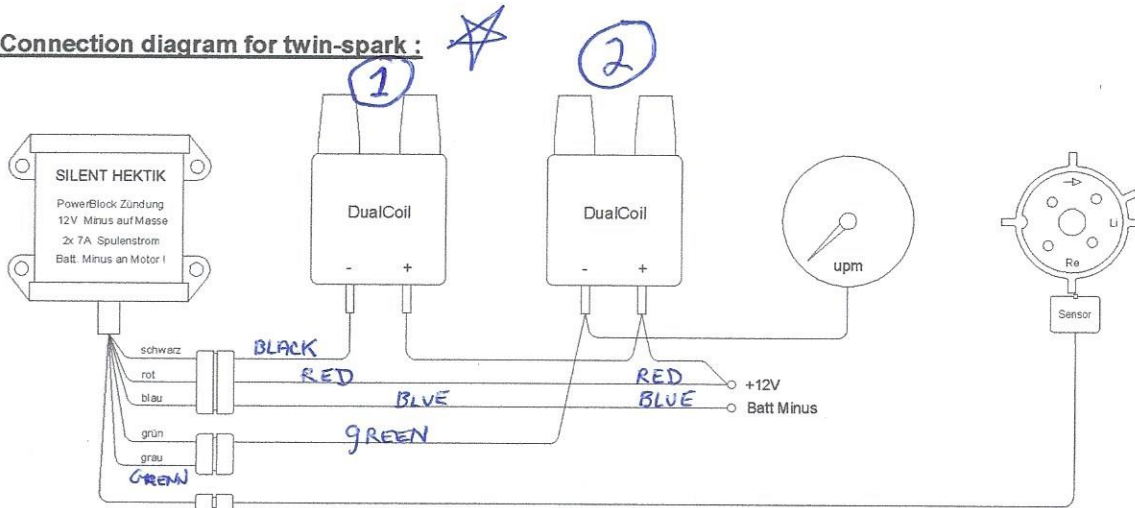 Connection diagram for twin-spark :
1
2
SILENT HEKTIK
PowerBlock Zündung
12V Minus auf Masse
2x 7A Spulenstrom
Batt. Minus an Motor !
DualCoil
- +
DualCoil
- +
upm
Li
Re
Sensor
schwarz
BLACK
rot
RED
RED
+12V
blau
BLUE
BLUE
Batt Minus
grün
GREEN
grau
GRENN